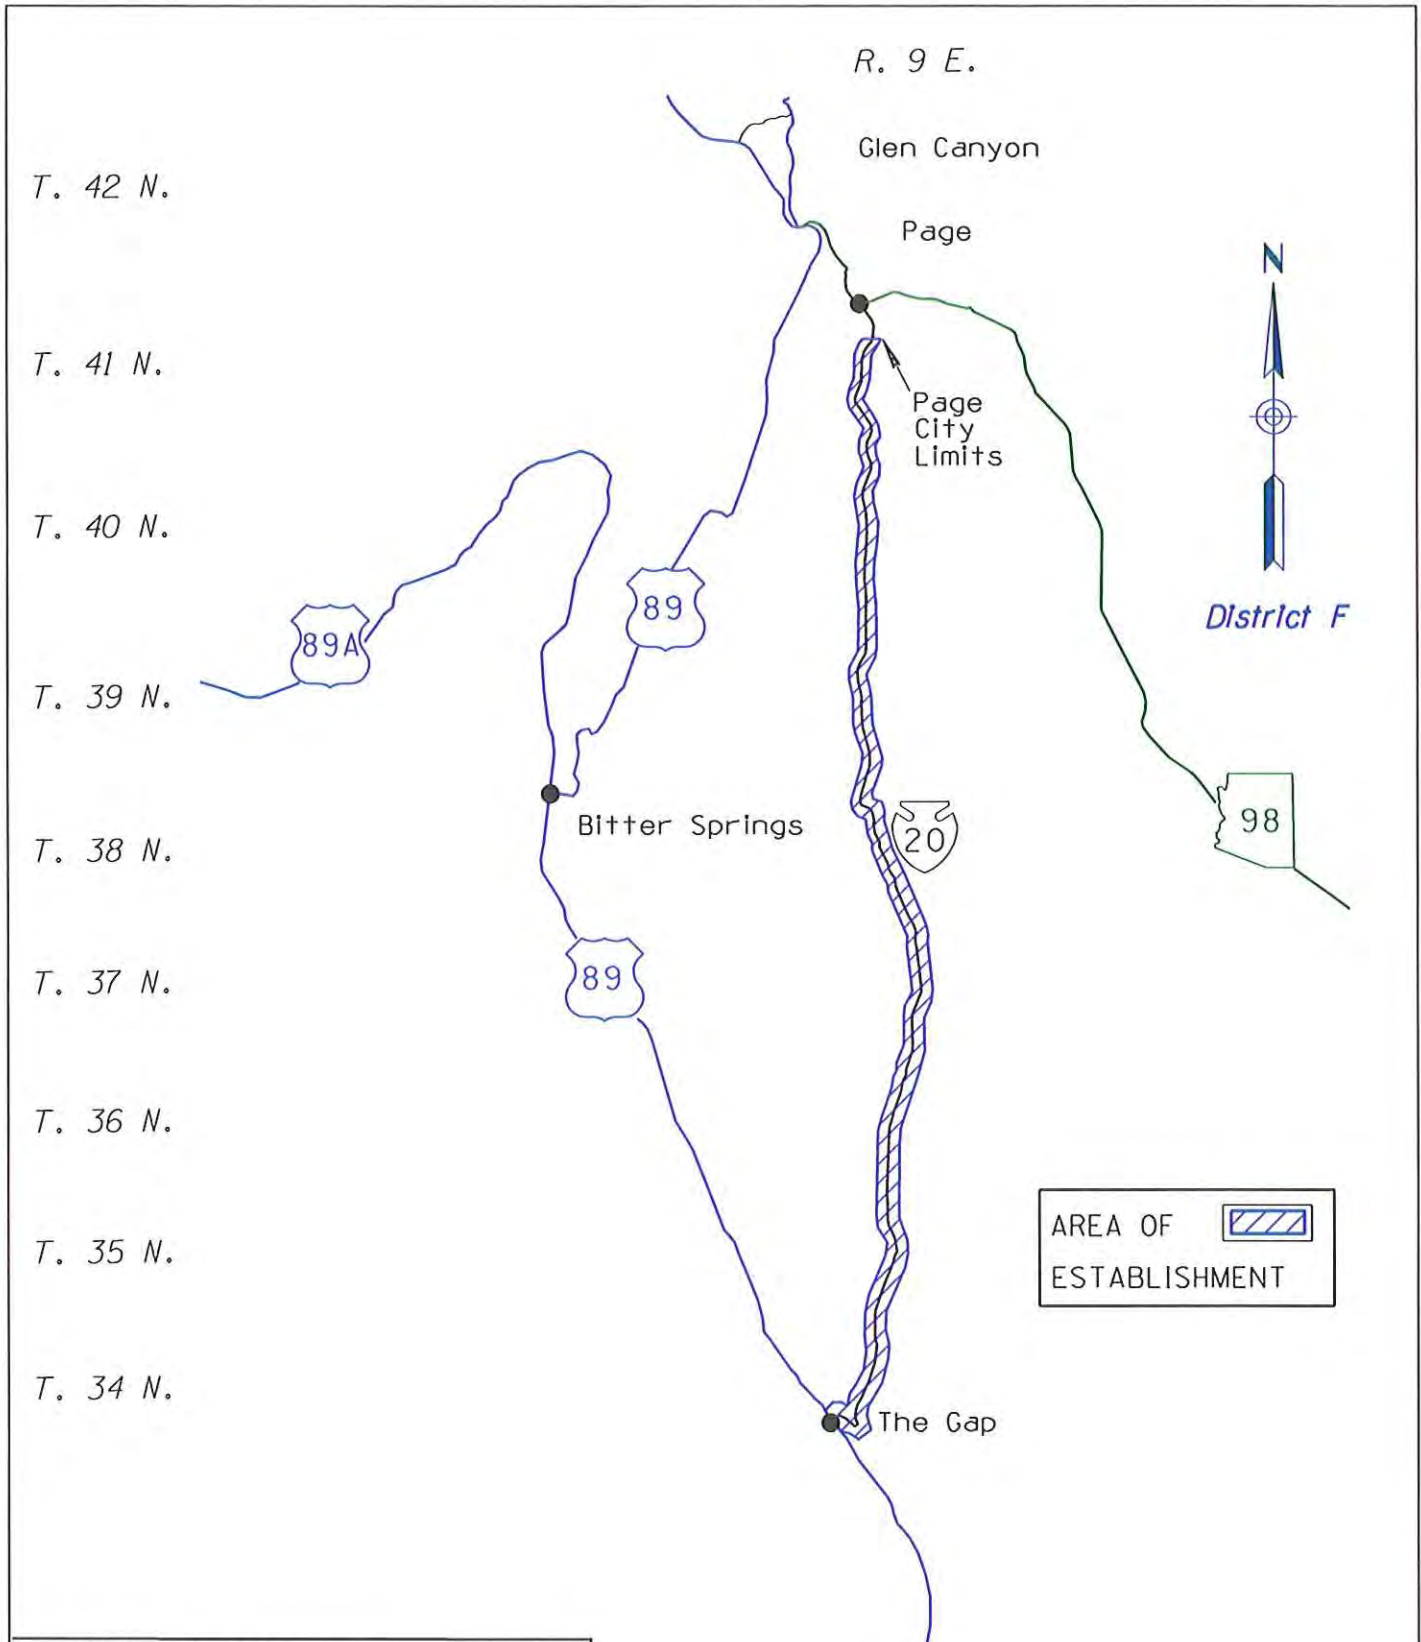 R. 9 E.
Glen Canyon
T. 42 N.
Page
N
T. 41 N.
Page
City
Limits
T. 40 N.
89
District F
89A
T. 39 N.
98
Bitter Springs
20
T. 38 N.
89
T. 37 N.
T. 36 N.
AREA OF
ESTABLISHMENT
T. 35 N.
T. 34 N.
The Gap